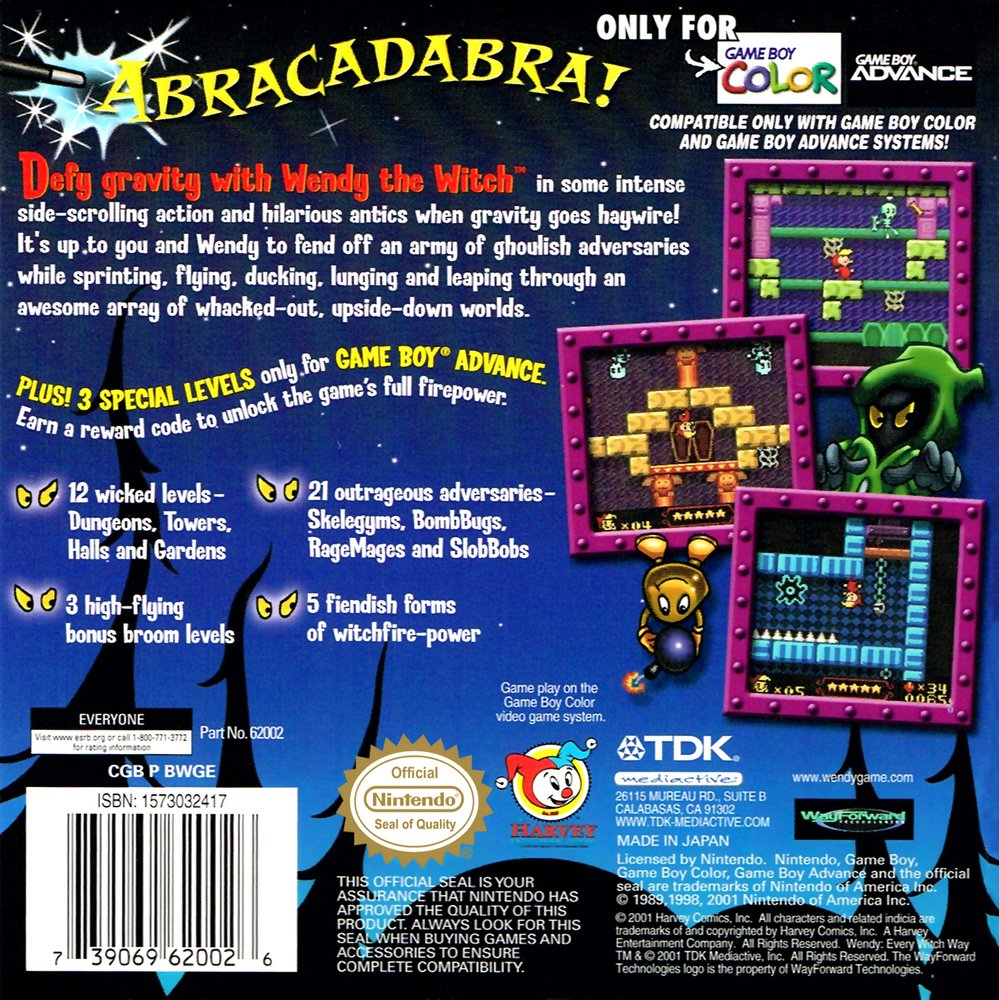 ABRACADABRA!
ONLY FOR
GAME BOY
COLOR
GAME BOY
ADVANCE
COMPATIBLE ONLY WITH GAME BOY COLOR
AND GAME BOY ADVANCE SYSTEMS!
Defy gravity with Wendy the Witch™ in some intense
side-scrolling action and hilarious antics when gravity goes haywire!
It's up to you and Wendy to fend off an army of ghoulish adversaries
while sprinting, flying, ducking, lunging and leaping through an
awesome array of whacked-out, upside-down worlds.
PLUS! 3 SPECIAL LEVELS only for GAME BOY® ADVANCE.
Earn a reward code to unlock the game's full firepower.
12 wicked levels–
Dungeons, Towers,
Halls and Gardens
21 outrageous adversaries–
Skelegyms, BombBugs,
RageMages and SlobBobs
3 high-flying
bonus broom levels
5 fiendish forms
of witchfire-power
×04
×05
×34
0065
Game play on the
Game Boy Color
video game system.
EVERYONE
Visit www.esrb.org or call 1-800-771-3772
for rating information
Part No. 62002
CGB P BWGE
ISBN: 1573032417
7 39069 62002 6
Official
Nintendo®
Seal of Quality
THIS OFFICIAL SEAL IS YOUR
ASSURANCE THAT NINTENDO HAS
APPROVED THE QUALITY OF THIS
PRODUCT. ALWAYS LOOK FOR THIS
SEAL WHEN BUYING GAMES AND
ACCESSORIES TO ENSURE
COMPLETE COMPATIBILITY.
HARVEY
TDK®
mediactive
26115 MUREAU RD., SUITE B
CALABASAS, CA 91302
WWW.TDK-MEDIACTIVE.COM
www.wendygame.com
WayForward
MADE IN JAPAN
Licensed by Nintendo. Nintendo, Game Boy,
Game Boy Color, Game Boy Advance and the official
seal are trademarks of Nintendo of America Inc.
© 1989,1998, 2001 Nintendo of America Inc.
© 2001 Harvey Comics, Inc. All characters and related indicia are
trademarks of and copyrighted by Harvey Comics, Inc. A Harvey
Entertainment Company. All Rights Reserved. Wendy: Every Witch Way
TM & © 2001 TDK Mediactive, Inc. All Rights Reserved. The WayForward
Technologies logo is the property of WayForward Technologies.